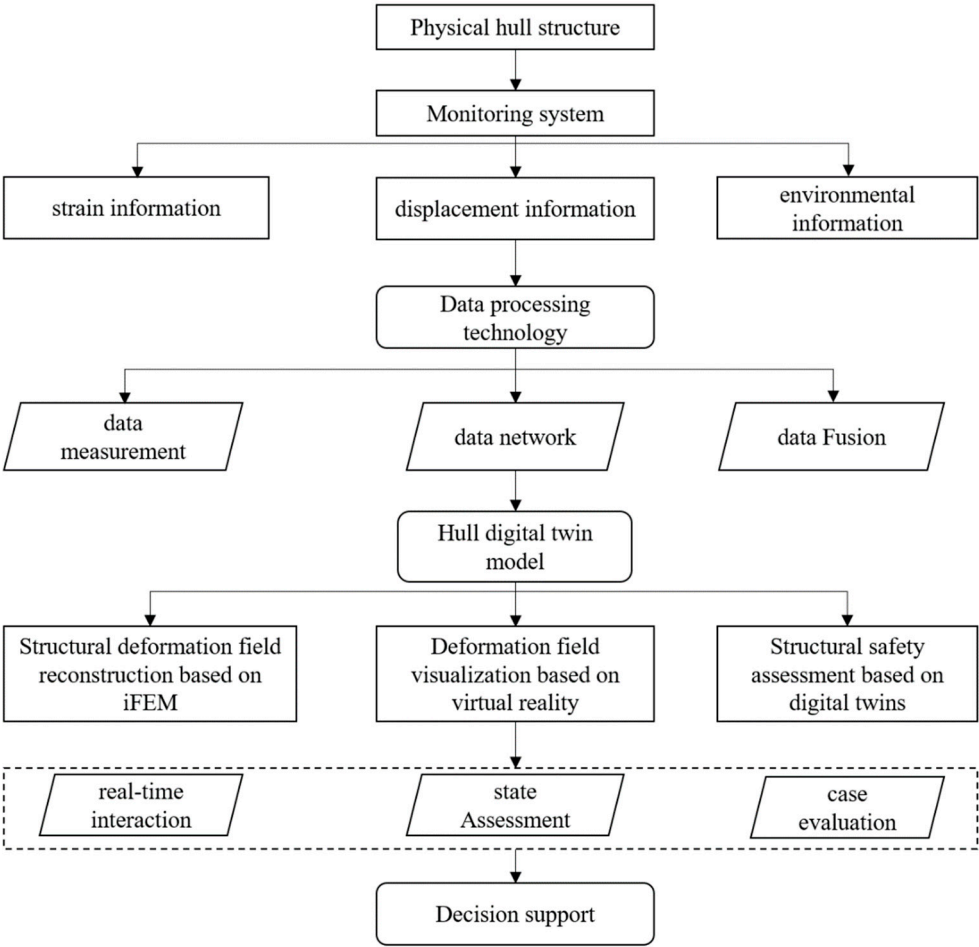 Physical hull structure
Monitoring system
strain information
displacement information
environmental
information
Data processing
technology
data
measurement
data network
data Fusion
Hull digital twin
model
Structural deformation field
reconstruction based on
iFEM
Deformation field
visualization based on
virtual reality
Structural safety
assessment based on
digital twins
real-time
interaction
state
Assessment
case
evaluation
Decision support